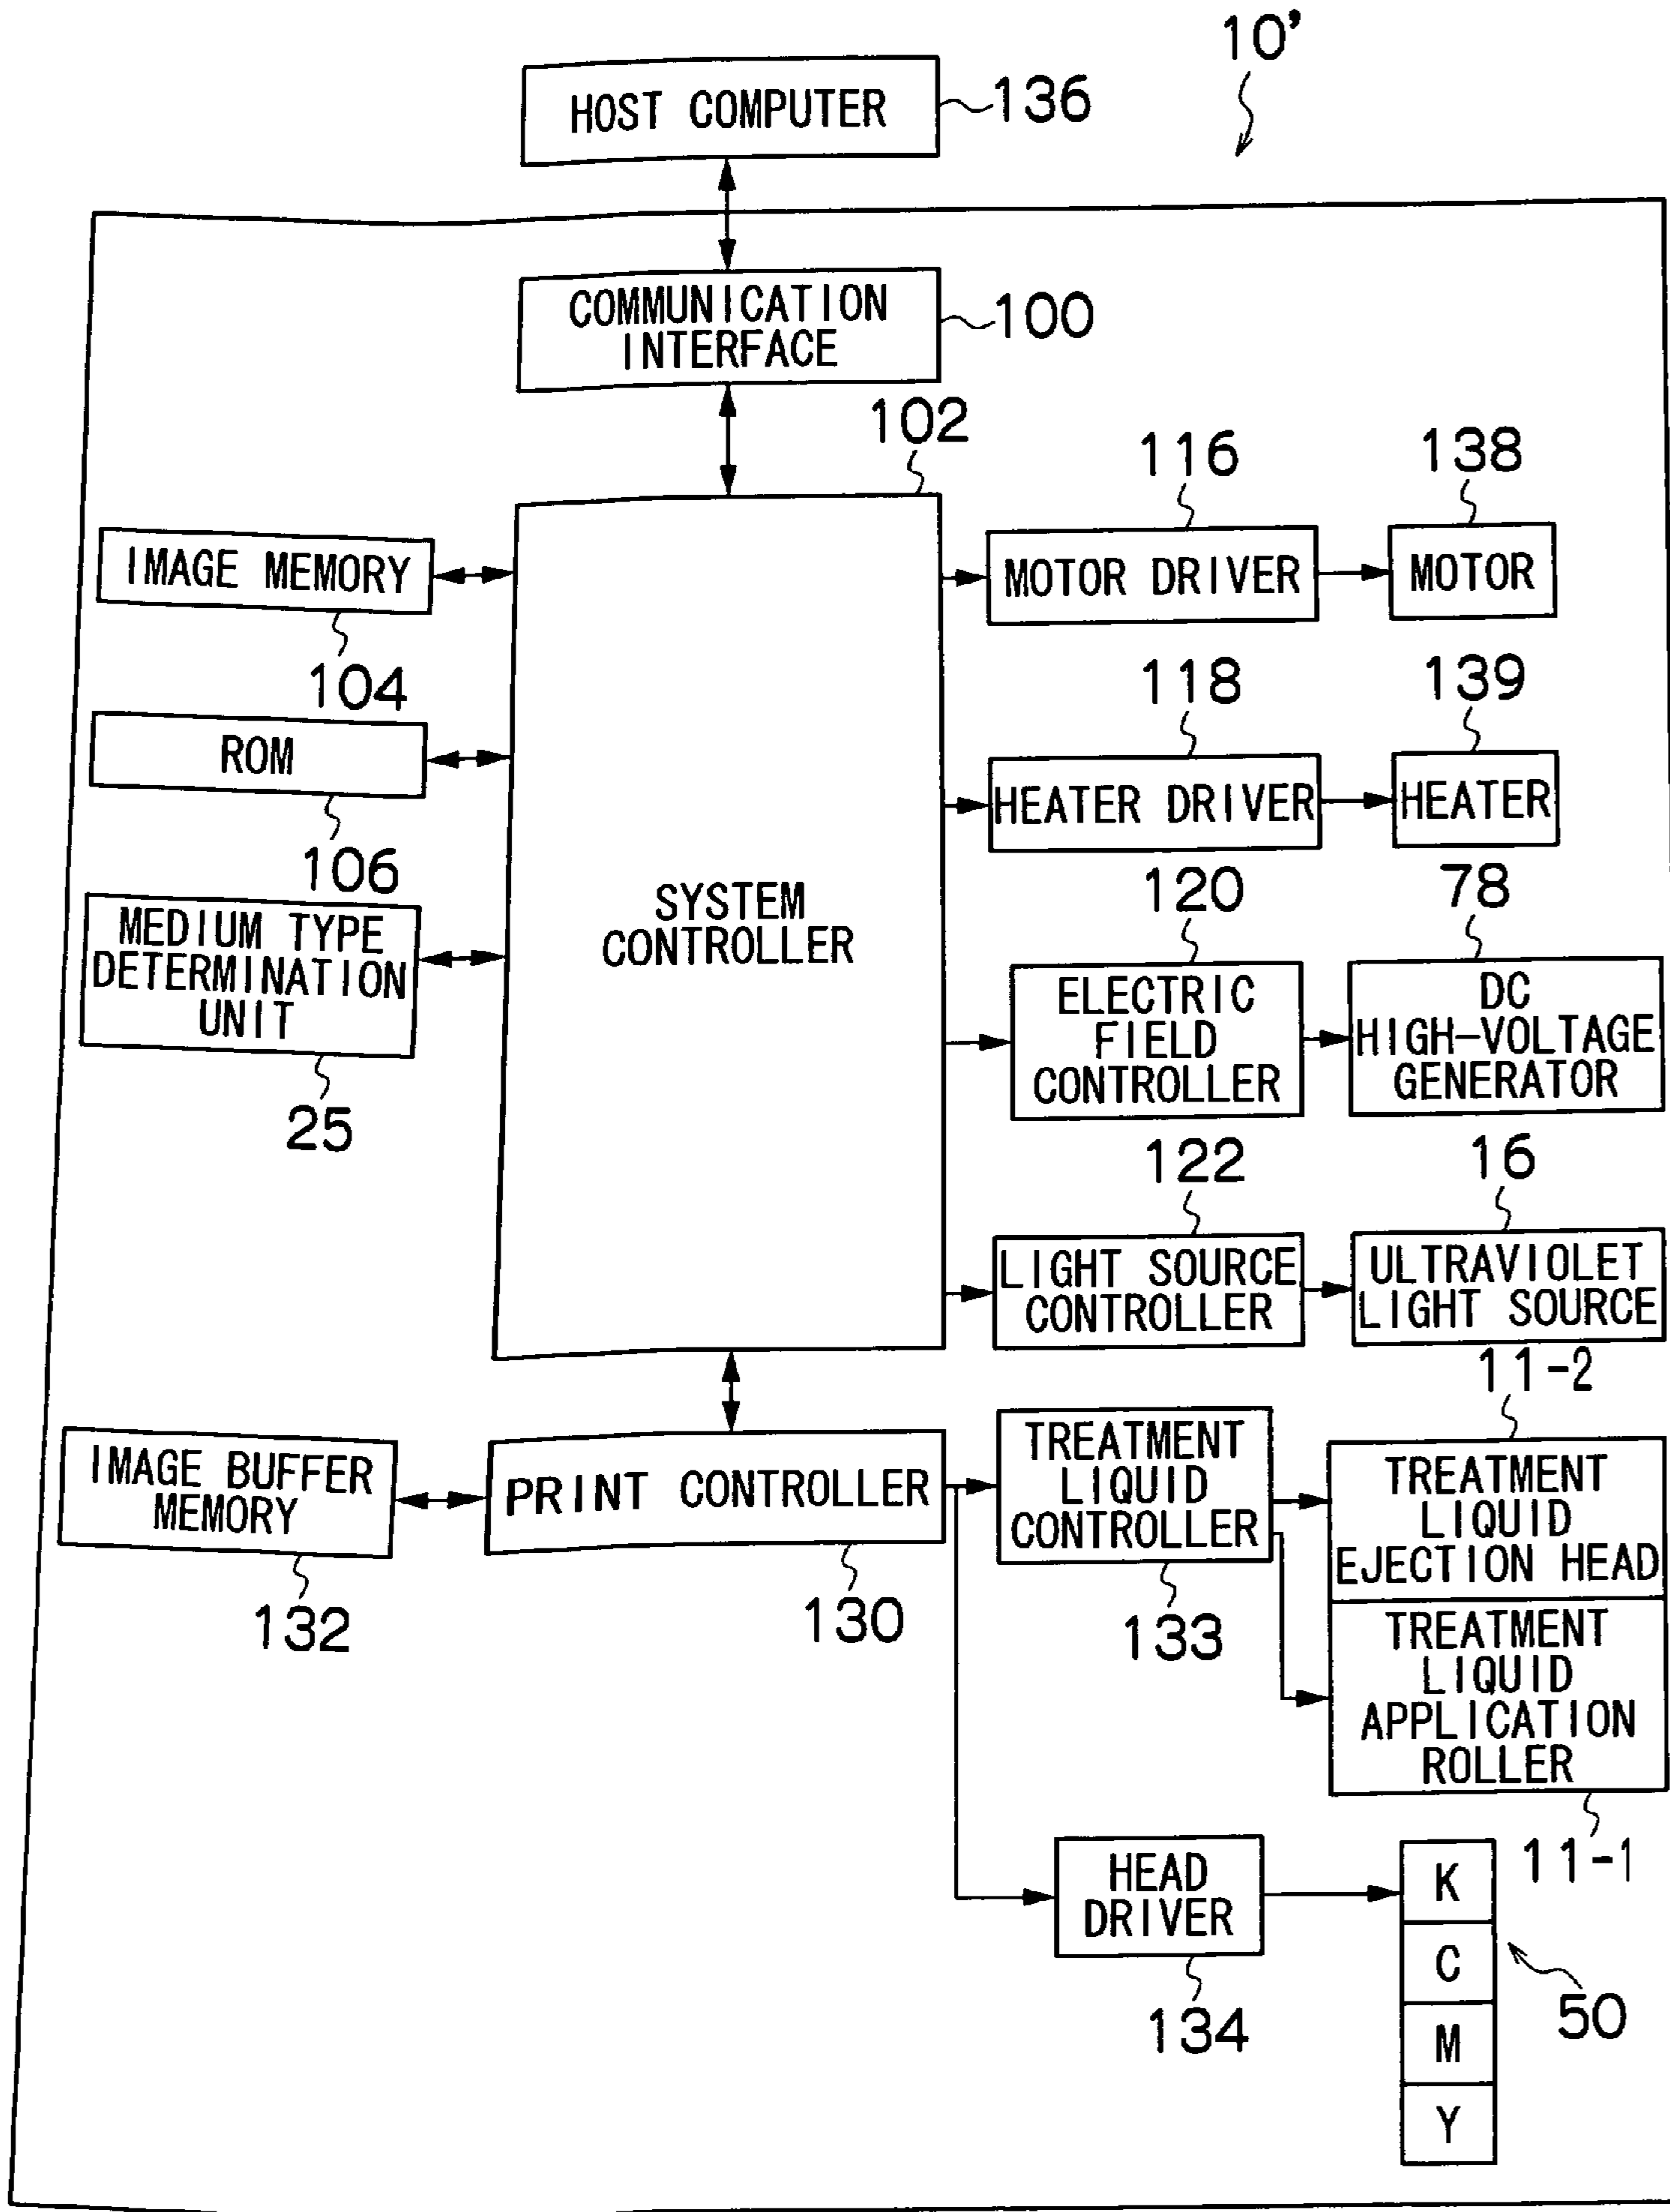 10'
HOST COMPUTER
136
COMMUNICATION
INTERFACE
100
102
116
138
IMAGE MEMORY
MOTOR DRIVER
MOTOR
104
118
139
ROM
HEATER DRIVER
HEATER
106
120
78
SYSTEM
CONTROLLER
MEDIUM TYPE
DETERMINATION
UNIT
25
ELECTRIC
FIELD
CONTROLLER
DC
HIGH-VOLTAGE
GENERATOR
122
16
LIGHT SOURCE
CONTROLLER
ULTRAVIOLET
LIGHT SOURCE
11-2
IMAGE BUFFER
MEMORY
132
PRINT CONTROLLER
130
TREATMENT
LIQUID
CONTROLLER
133
TREATMENT
LIQUID
EJECTION HEAD
TREATMENT
LIQUID
APPLICATION
ROLLER
11-1
HEAD
DRIVER
134
K
C
M
Y
50